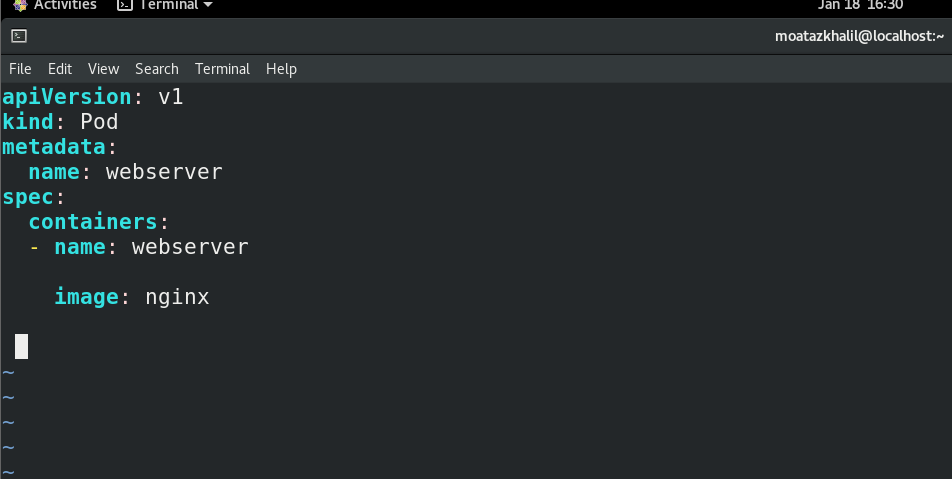 Activities Terminal Jan 18 16:30
moatazkhalil@localhost:~
File Edit View Search Terminal Help
apiVersion: v1
kind: Pod
metadata:
  name: webserver
spec:
  containers:
  - name: webserver
    image: nginx
~
~
~
~
~